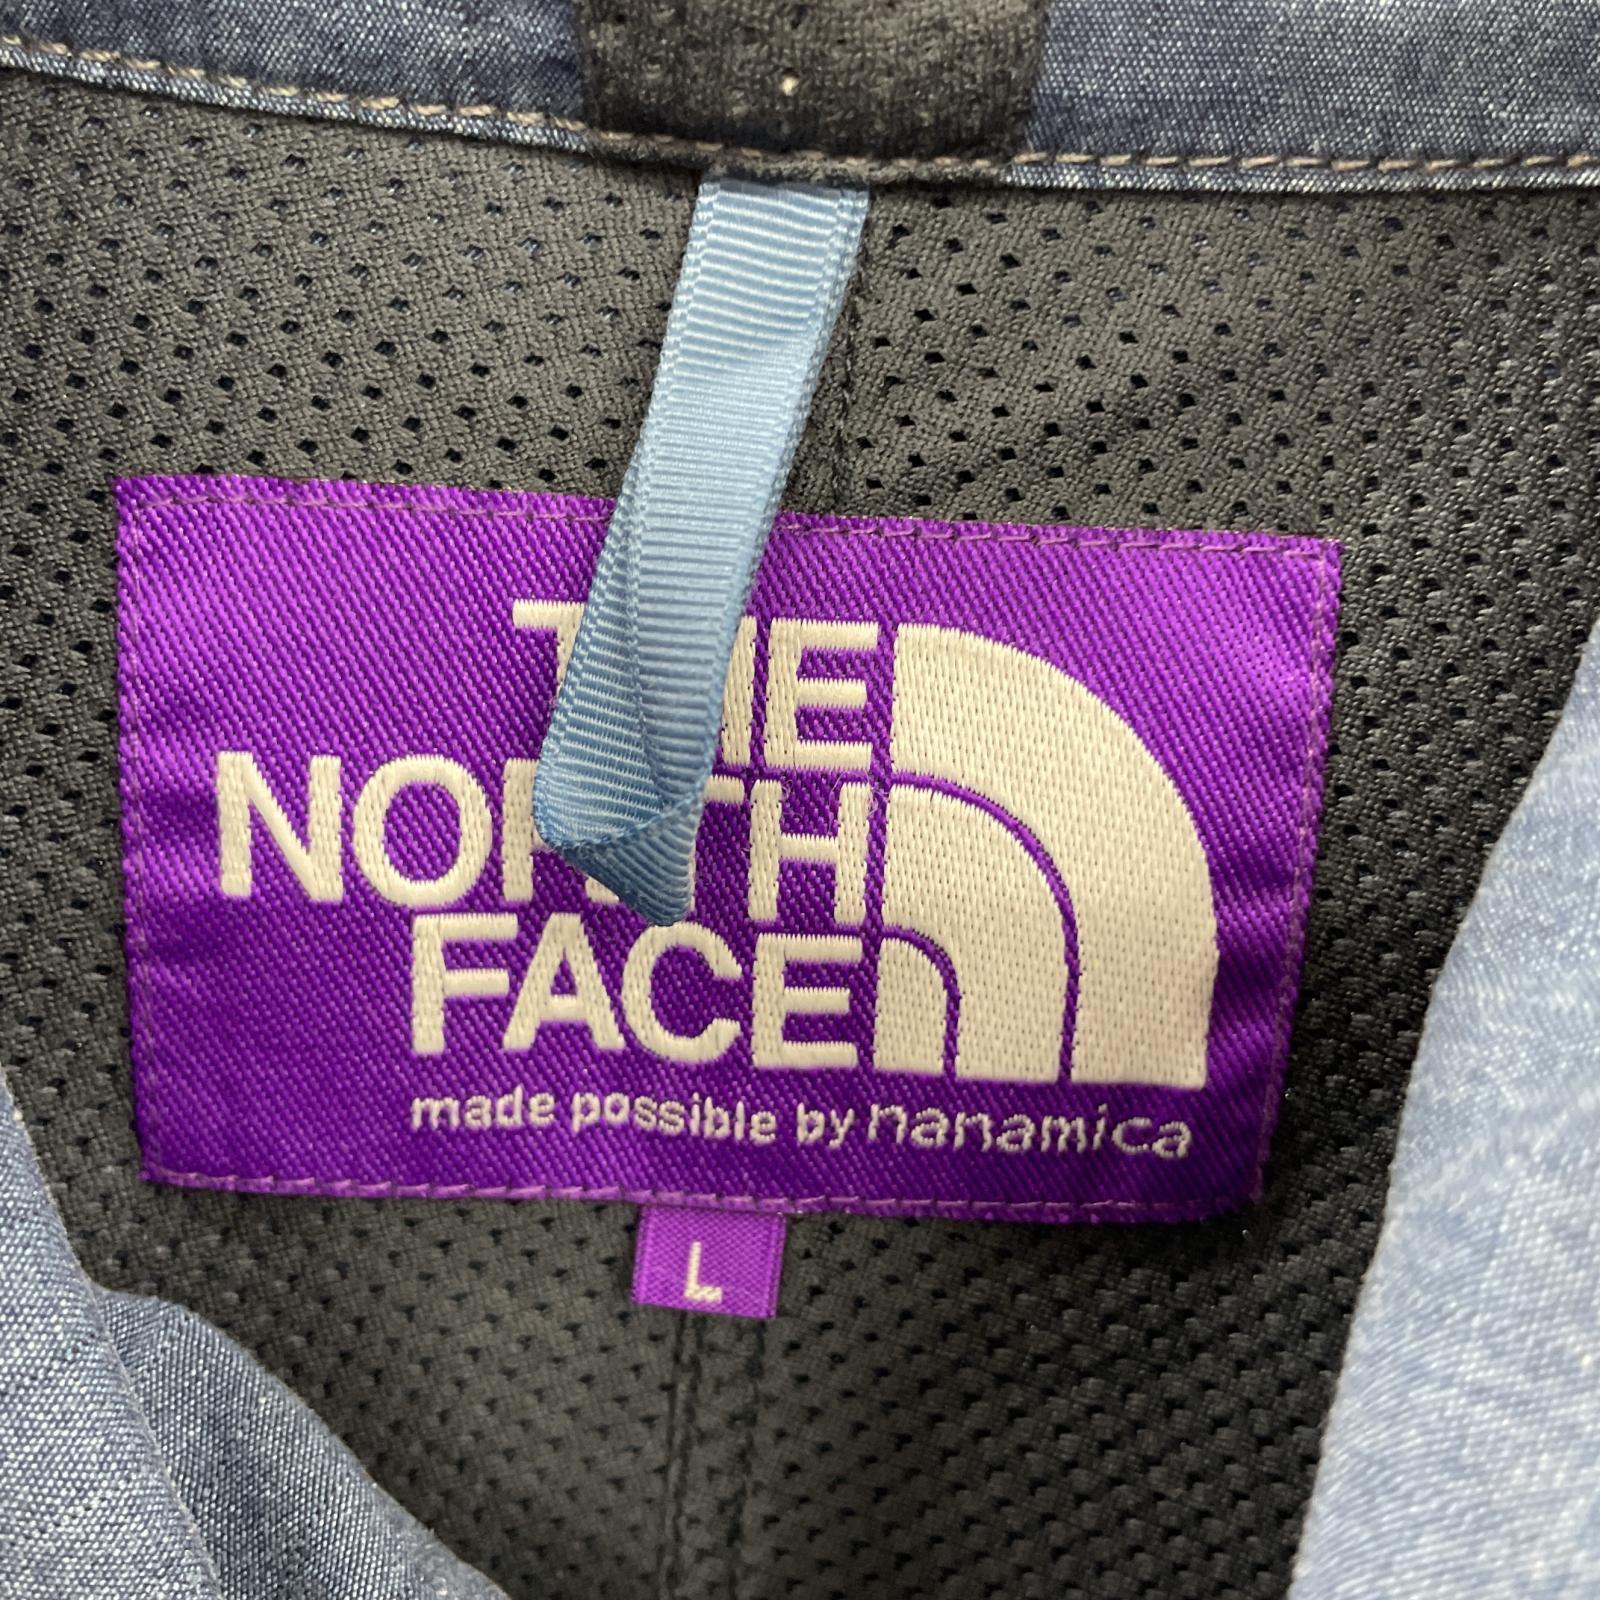 THE
NORTH
FACE
made possible by nanamica
L